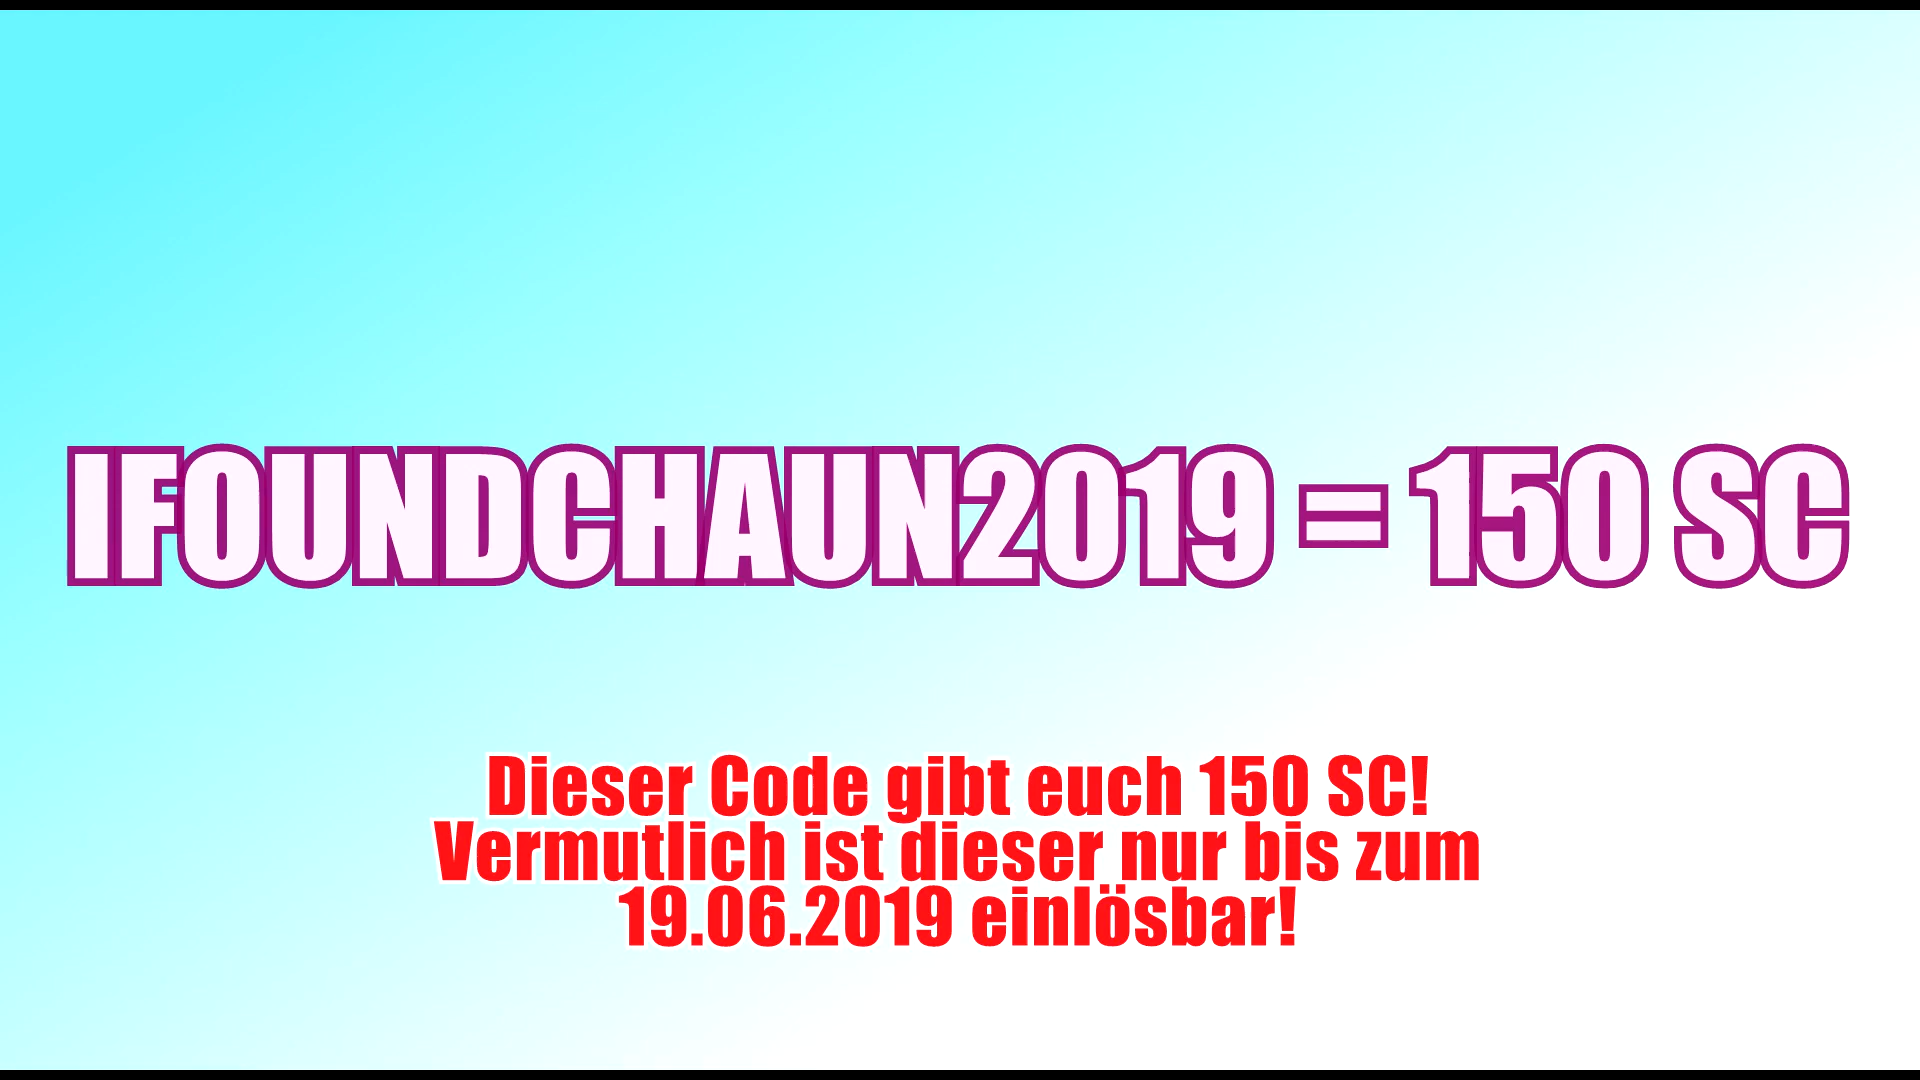 IFOUNDCHAUN2019 = 150 SC
Dieser Code gibt euch 150 SC!
Vermutlich ist dieser nur bis zum
19.06.2019 einlösbar!